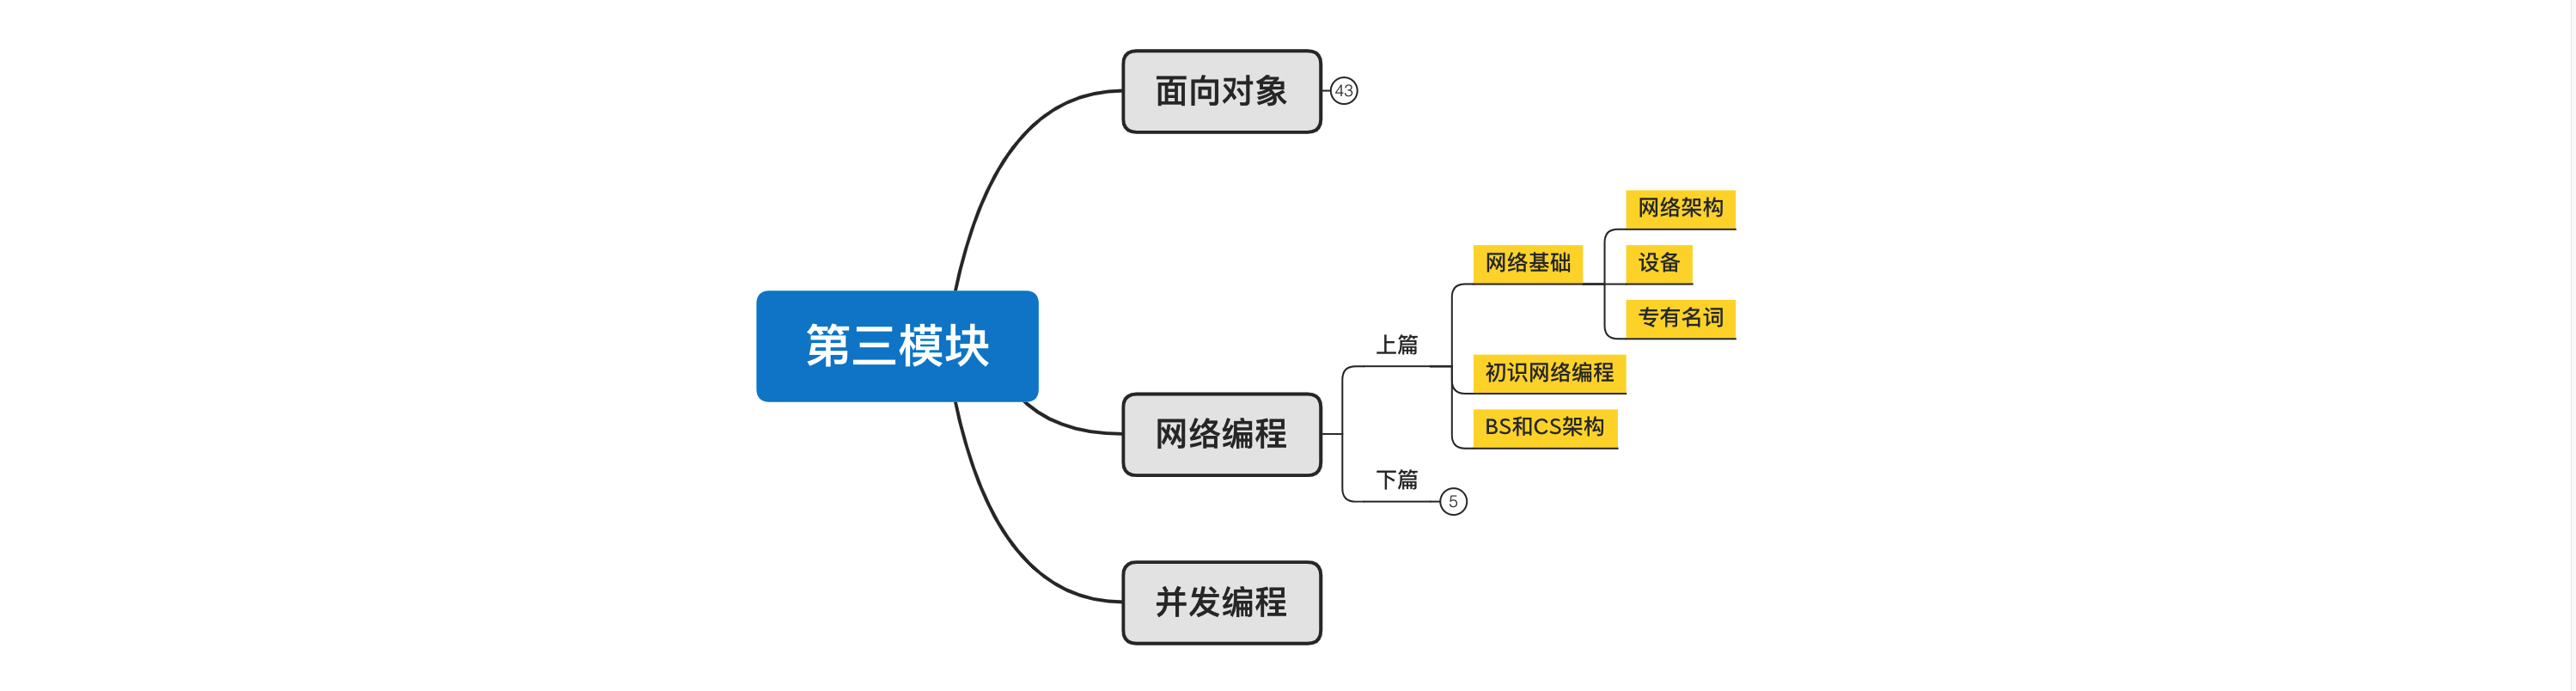 面向对象
43
网络架构
网络基础
设备
专有名词
第三模块
上篇
初识网络编程
BS和CS架构
网络编程
下篇
5
并发编程